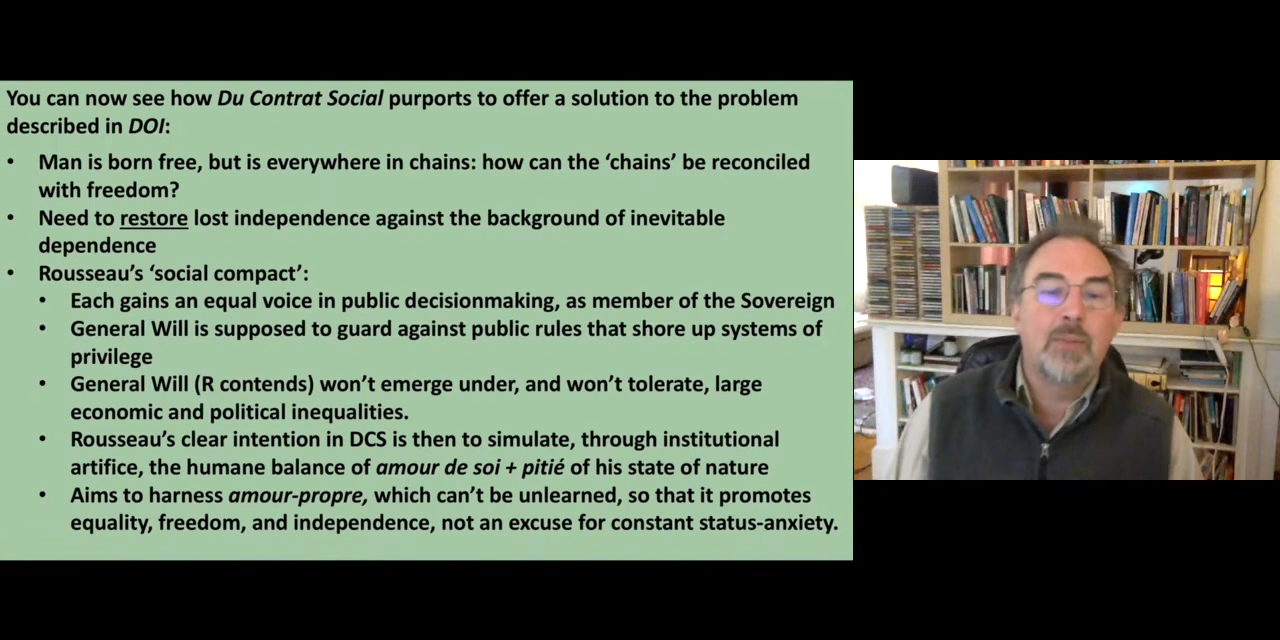 You can now see how Du Contrat Social purports to offer a solution to the problem
described in DOI:
• Man is born free, but is everywhere in chains: how can the ‘chains’ be reconciled
with freedom?
• Need to restore lost independence against the background of inevitable
dependence
• Rousseau’s ‘social compact’:
• Each gains an equal voice in public decisionmaking, as member of the Sovereign
• General Will is supposed to guard against public rules that shore up systems of
privilege
• General Will (R contends) won’t emerge under, and won’t tolerate, large
economic and political inequalities.
• Rousseau’s clear intention in DCS is then to simulate, through institutional
artifice, the humane balance of amour de soi + pitié of his state of nature
• Aims to harness amour-propre, which can’t be unlearned, so that it promotes
equality, freedom, and independence, not an excuse for constant status-anxiety.